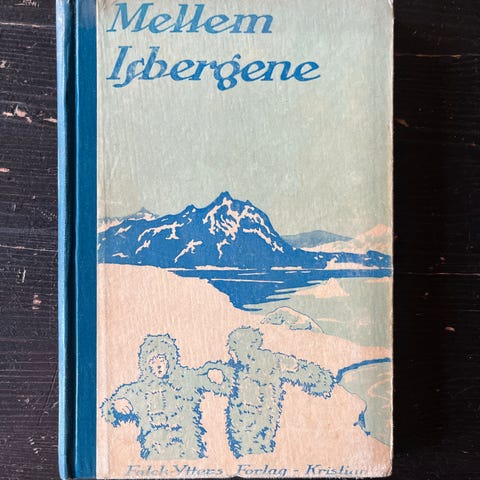 Mellem
Isbergene
Falck-Ytters Forlag - Kristian